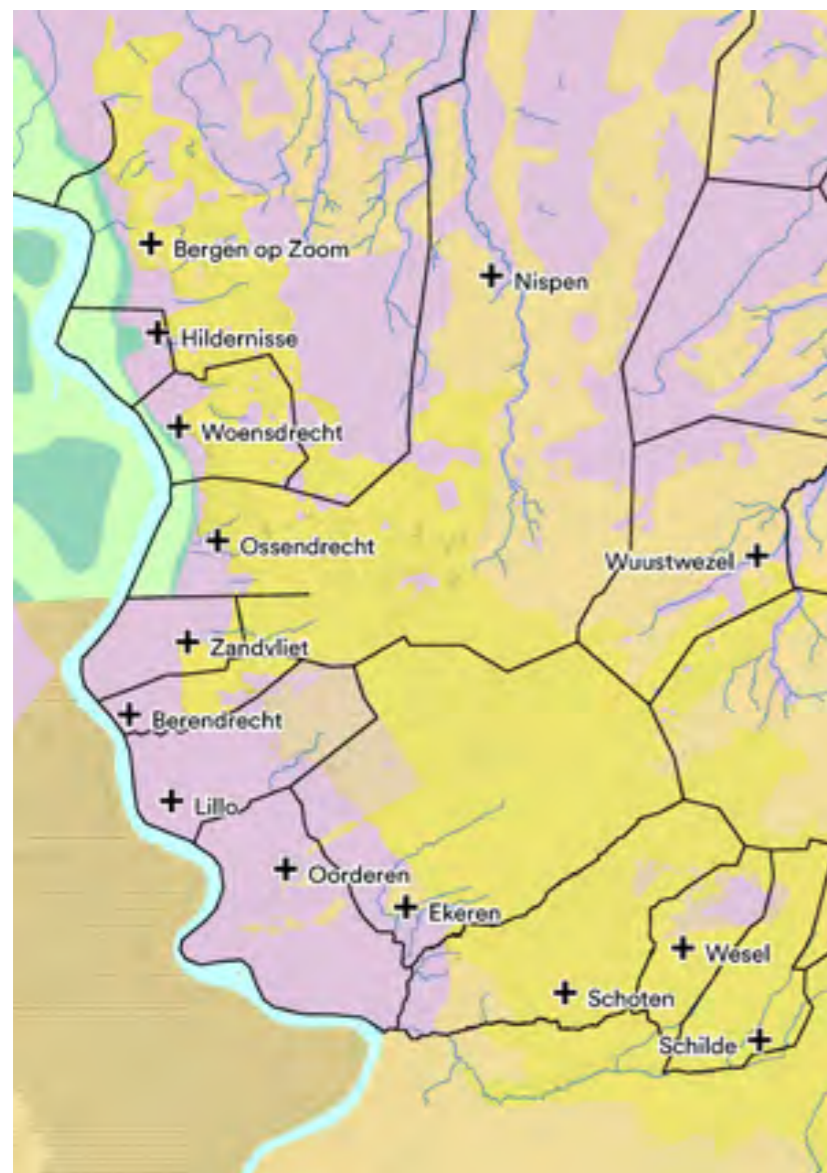 Bergen op Zoom
Nispen
Hildernisse
Woensdrecht
Ossendrecht
Wuustwezel
Zandvliet
Berendrecht
Lillo
Oorderen
Ekeren
Wesel
Schoten
Schilde